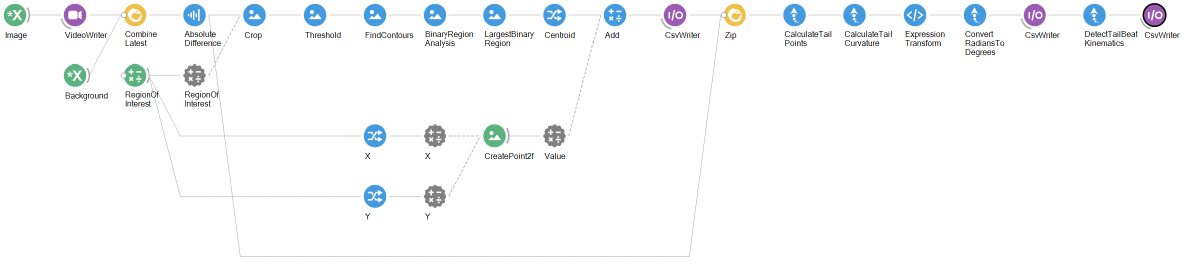 Image
VideoWriter
Combine
Latest
Absolute
Difference
Crop
Threshold
FindContours
BinaryRegion
Analysis
LargestBinary
Region
Centroid
Add
CsvWriter
Zip
CalculateTail
Points
CalculateTail
Curvature
Expression
Transform
Convert
RadiansTo
Degrees
CsvWriter
DetectTailBeat
Kinematics
CsvWriter
Background
RegionOf
Interest
RegionOf
Interest
X
X
CreatePoint2f
Value
Y
Y